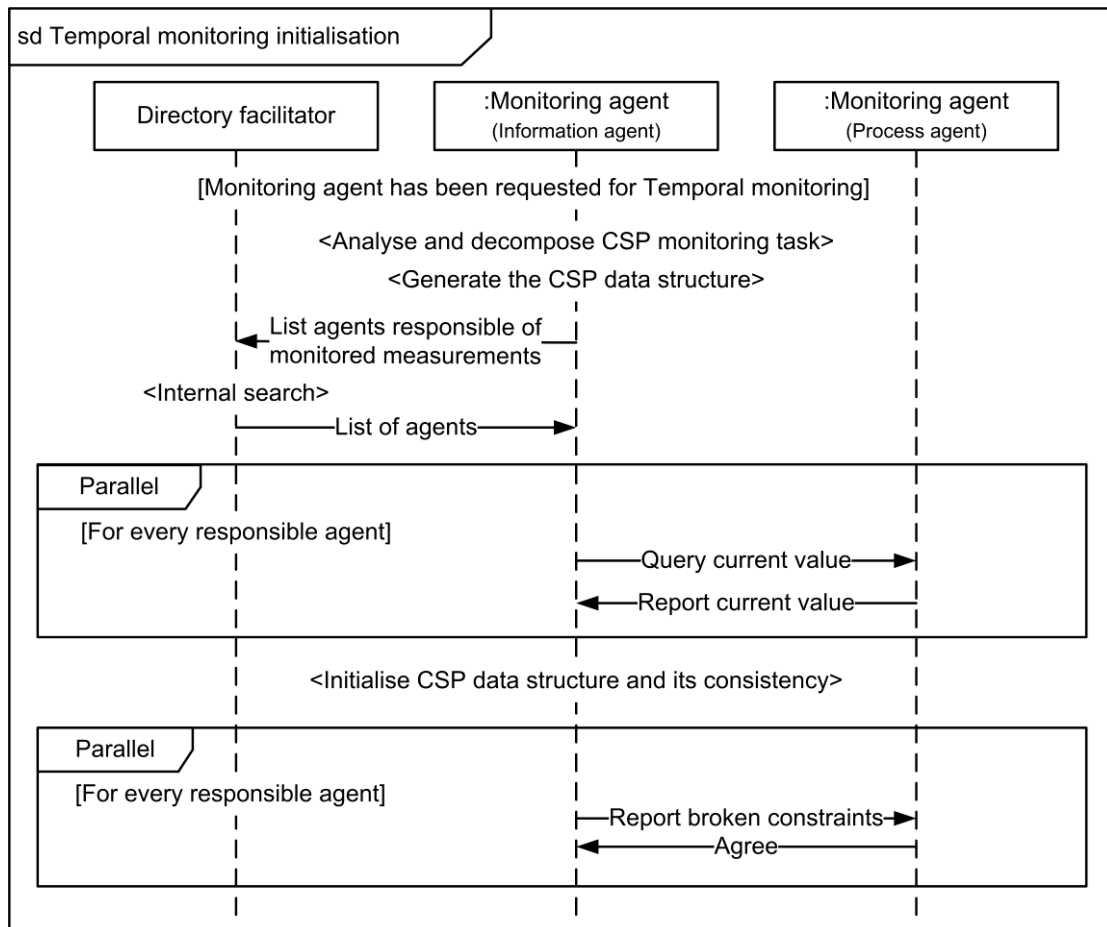 sd Temporal monitoring initialisation
Directory facilitator
:Monitoring agent
(Information agent)
:Monitoring agent
(Process agent)
[Monitoring agent has been requested for Temporal monitoring]
<Analyse and decompose CSP monitoring task>
<Generate the CSP data structure>
List agents responsible of
monitored measurements
<Internal search>
List of agents
Parallel
[For every responsible agent]
Query current value
Report current value
<Initialise CSP data structure and its consistency>
Parallel
[For every responsible agent]
Report broken constraints
Agree